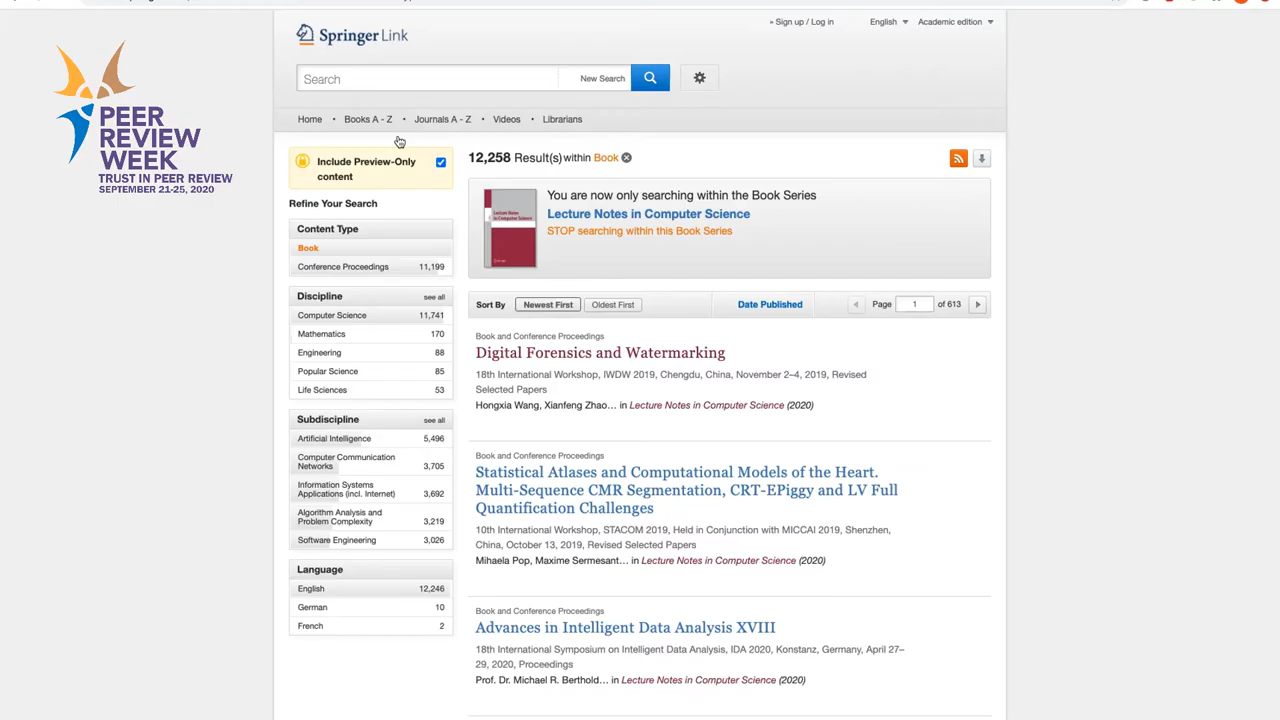 » Sign up / Log in English Academic edition
Springer Link
Search New Search
Home • Books A - Z • Journals A - Z • Videos • Librarians
PEER
REVIEW
WEEK
TRUST IN PEER REVIEW
SEPTEMBER 21-25, 2020
Include Preview-Only
content
Refine Your Search
Content Type
Book
Conference Proceedings 11,199
Discipline see all
Computer Science 11,741
Mathematics 170
Engineering 88
Popular Science 85
Life Sciences 53
Subdiscipline see all
Artificial Intelligence 5,496
Computer Communication
Networks 3,705
Information Systems
Applications (incl. Internet) 3,692
Algorithm Analysis and
Problem Complexity 3,219
Software Engineering 3,026
Language
English 12,246
German 10
French 2
12,258 Result(s) within Book
You are now only searching within the Book Series
Lecture Notes in Computer Science
STOP searching within this Book Series
Lecture Notes in Computer Science
Sort By Newest First Oldest First Date Published Page 1 of 613
Book and Conference Proceedings
Digital Forensics and Watermarking
18th International Workshop, IWDW 2019, Chengdu, China, November 2–4, 2019, Revised
Selected Papers
Hongxia Wang, Xianfeng Zhao… in Lecture Notes in Computer Science (2020)
Book and Conference Proceedings
Statistical Atlases and Computational Models of the Heart.
Multi-Sequence CMR Segmentation, CRT-EPiggy and LV Full
Quantification Challenges
10th International Workshop, STACOM 2019, Held in Conjunction with MICCAI 2019, Shenzhen,
China, October 13, 2019, Revised Selected Papers
Mihaela Pop, Maxime Sermesant… in Lecture Notes in Computer Science (2020)
Book and Conference Proceedings
Advances in Intelligent Data Analysis XVIII
18th International Symposium on Intelligent Data Analysis, IDA 2020, Konstanz, Germany, April 27–
29, 2020, Proceedings
Prof. Dr. Michael R. Berthold… in Lecture Notes in Computer Science (2020)